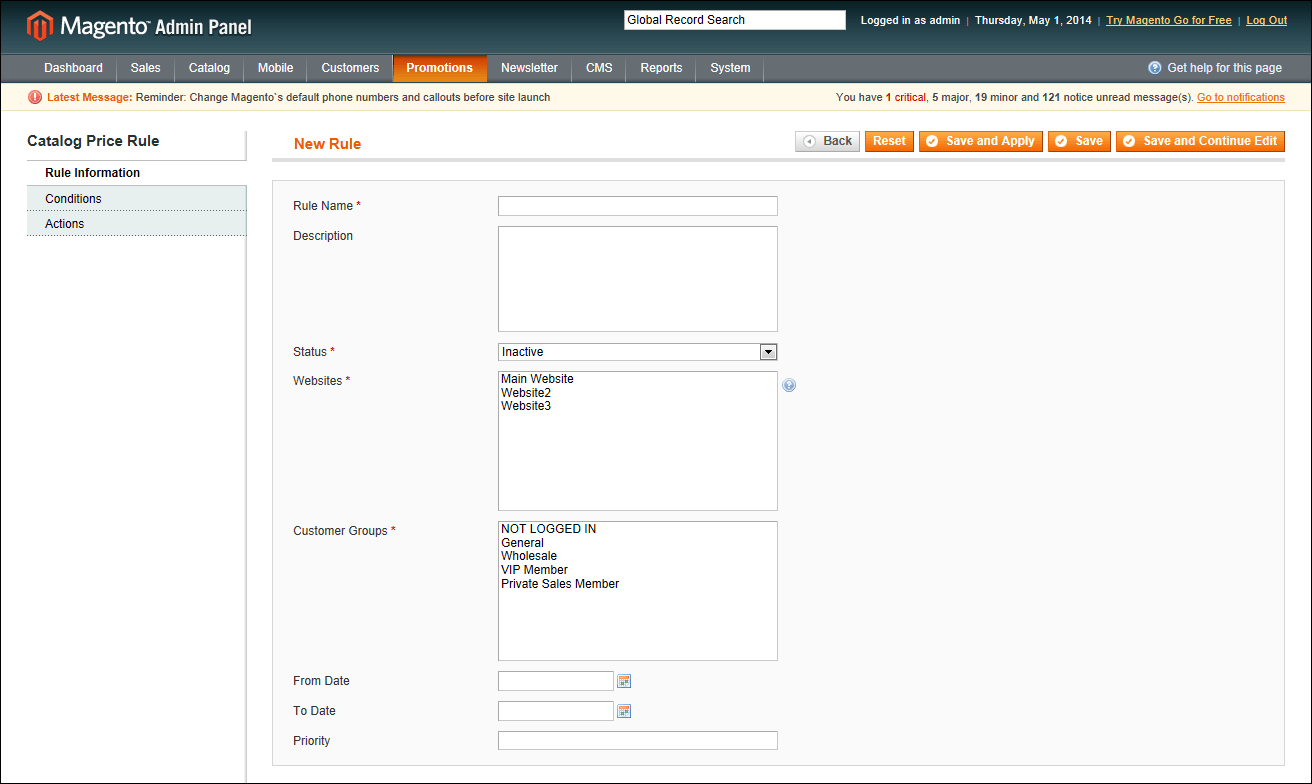 Magento™ Admin Panel
Global Record Search
Logged in as admin | Thursday, May 1, 2014 | Try Magento Go for Free | Log Out
Dashboard Sales Catalog Mobile Customers Promotions Newsletter CMS Reports System
Get help for this page
Latest Message: Reminder: Change Magento`s default phone numbers and callouts before site launch
You have 1 critical, 5 major, 19 minor and 121 notice unread message(s). Go to notifications
Catalog Price Rule
Rule Information
Conditions
Actions
New Rule
Back Reset Save and Apply Save Save and Continue Edit
Rule Name *
Description
Status *
Inactive
Websites *
Main Website
Website2
Website3
Customer Groups *
NOT LOGGED IN
General
Wholesale
VIP Member
Private Sales Member
From Date
To Date
Priority